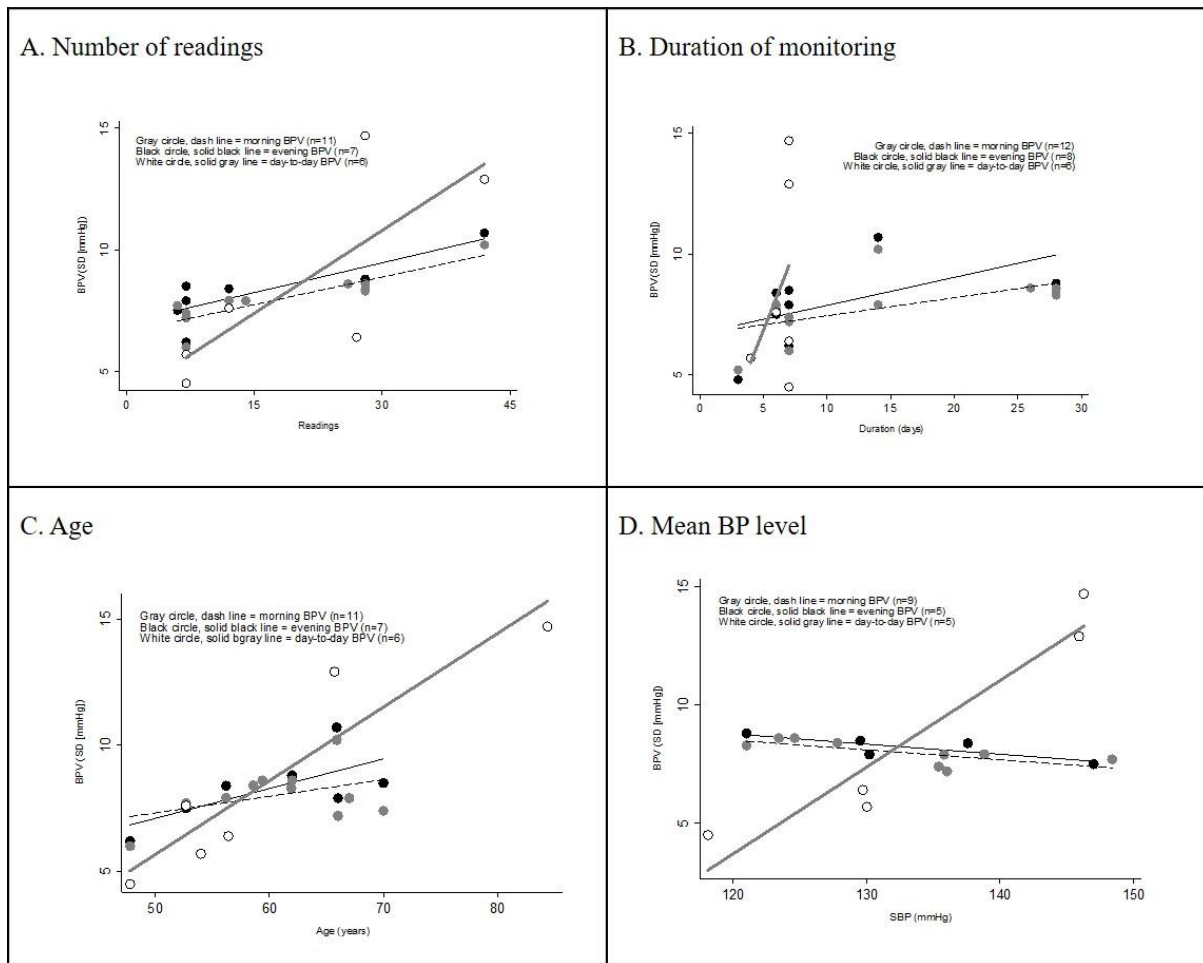 A. Number of readings
Gray circle, dash line = morning BPV (n=11)
Black circle, solid black line = evening BPV (n=7)
White circle, solid gray line = day-to-day BPV (n=6)
BPV (SD [mmHg])
15
10
5
0
15
30
45
Readings
B. Duration of monitoring
Gray circle, dash line = morning BPV (n=12)
Black circle, solid black line = evening BPV (n=8)
White circle, solid gray line = day-to-day BPV (n=6)
BPV (SD [mmHg])
15
10
5
0
5
10
15
20
25
30
Duration (days)
C. Age
Gray circle, dash line = morning BPV (n=11)
Black circle, solid black line = evening BPV (n=7)
White circle, solid bgray line = day-to-day BPV (n=6)
BPV (SD [mmHg])
15
10
5
50
60
70
80
Age (years)
D. Mean BP level
Gray circle, dash line = morning BPV (n=9)
Black circle, solid black line = evening BPV (n=5)
White circle, solid gray line = day-to-day BPV (n=5)
BPV (SD [mmHg])
15
10
5
120
130
140
150
SBP (mmHg)